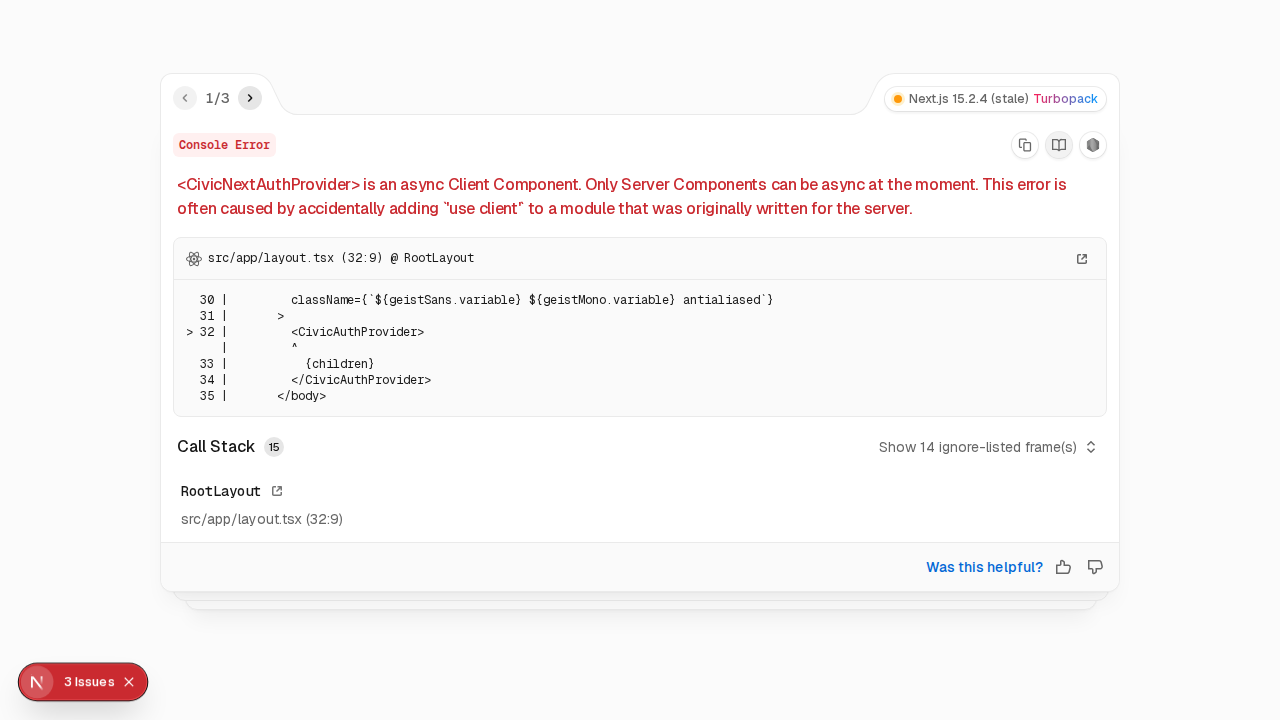 1/3
Next.js 15.2.4 (stale) Turbopack
Console Error
<CivicNextAuthProvider> is an async Client Component. Only Server Components can be async at the moment. This error is
often caused by accidentally adding `'use client'` to a module that was originally written for the server.
src/app/layout.tsx (32:9) @ RootLayout
  30 |         className={`${geistSans.variable} ${geistMono.variable} antialiased`}
  31 |       >
> 32 |         <CivicAuthProvider>
     |         ^
  33 |           {children}
  34 |         </CivicAuthProvider>
  35 |       </body>
Call Stack 15
Show 14 ignore-listed frame(s)
RootLayout
src/app/layout.tsx (32:9)
Was this helpful?
N 3 Issues